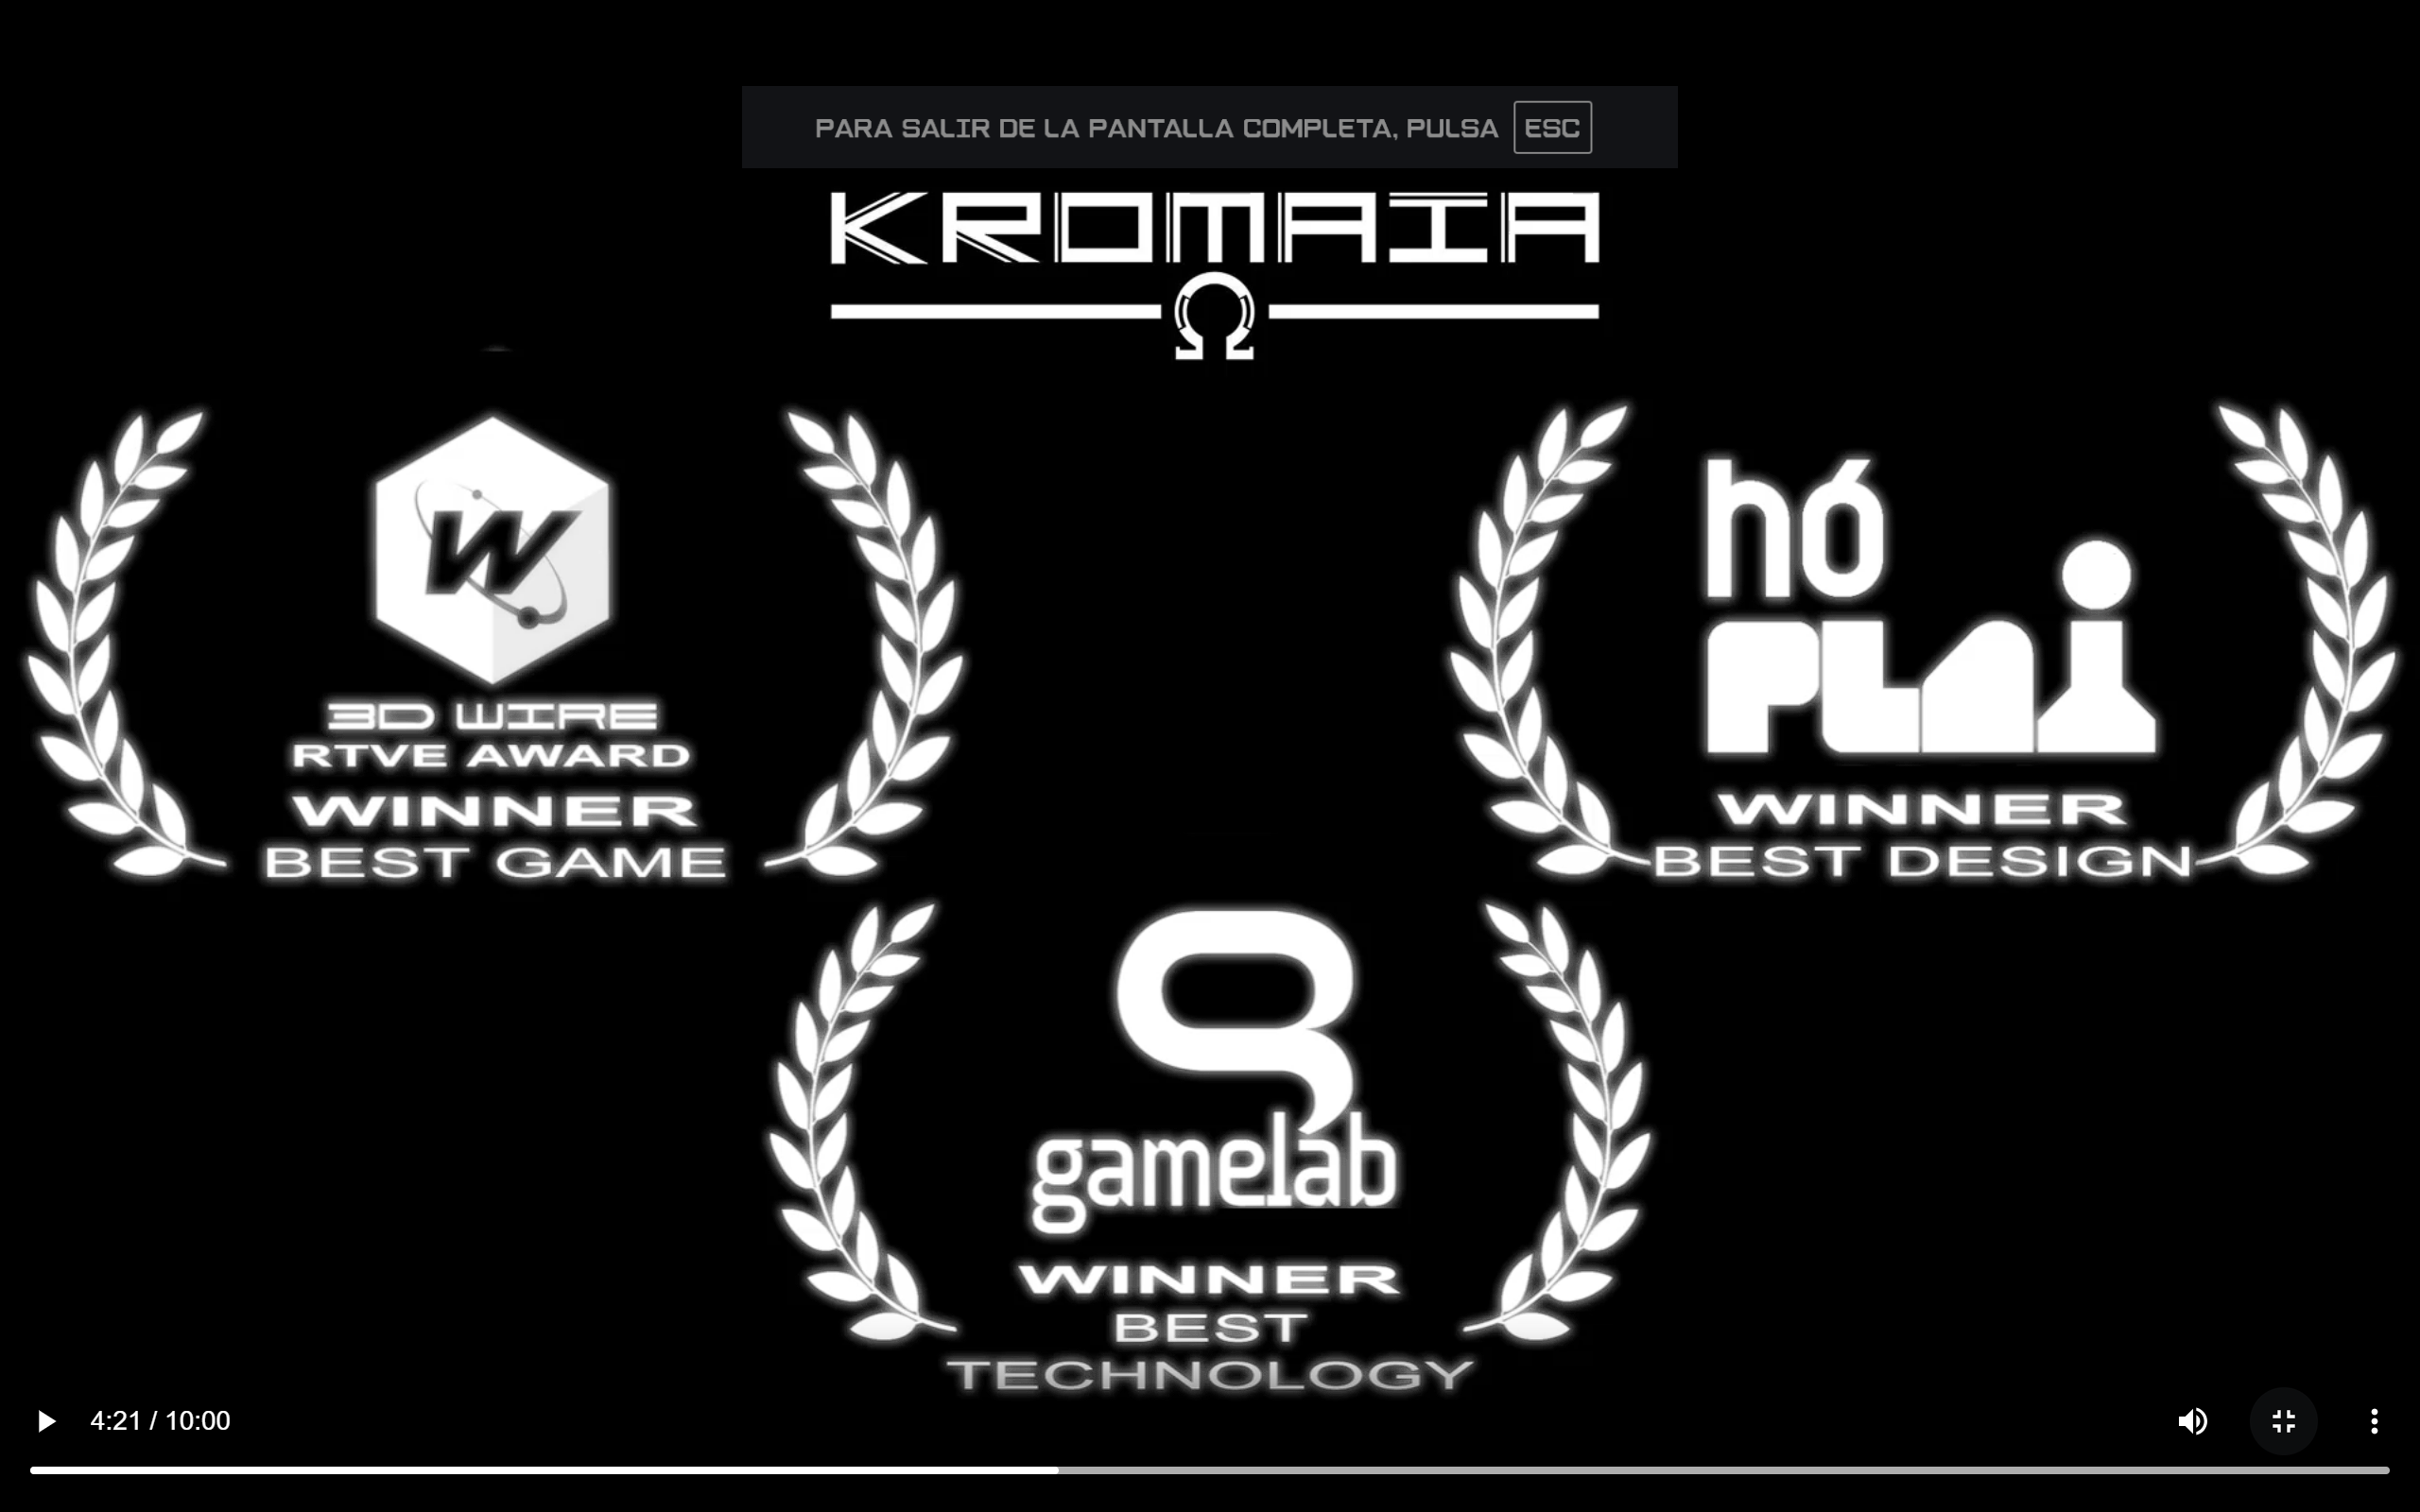 PARA SALIR DE LA PANTALLA COMPLETA, PULSA ESC
KROMAIA
Ω
W
3D WIRE
RTVE AWARD
WINNER
BEST GAME
hó
PLAI
WINNER
BEST DESIGN
g
gamelab
WINNER
BEST
TECHNOLOGY
4:21 / 10:00